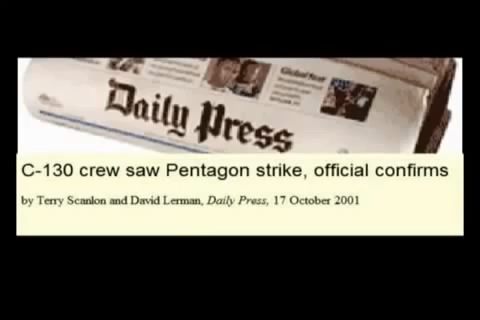 Daily Press
C-130 crew saw Pentagon strike, official confirms
by Terry Scanlon and David Lerman, Daily Press, 17 October 2001